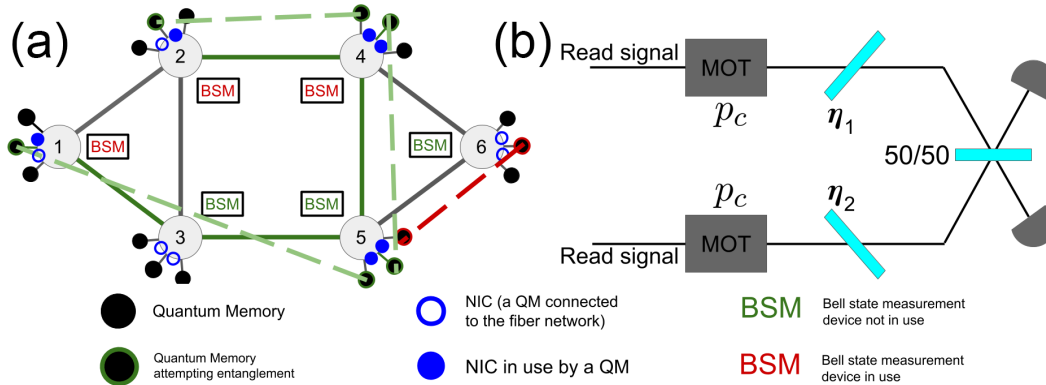 (a)
2
4
BSM
BSM
1
BSM
BSM
6
BSM
BSM
3
5
Quantum Memory
Quantum Memory
attempting entanglement
NIC (a QM connected
to the fiber network)
NIC in use by a QM
BSM
Bell state measurement
device not in use
BSM
Bell state measurement
device in use
(b)
Read signal
MOT
p_c
η_1
50/50
p_c
η_2
MOT
Read signal